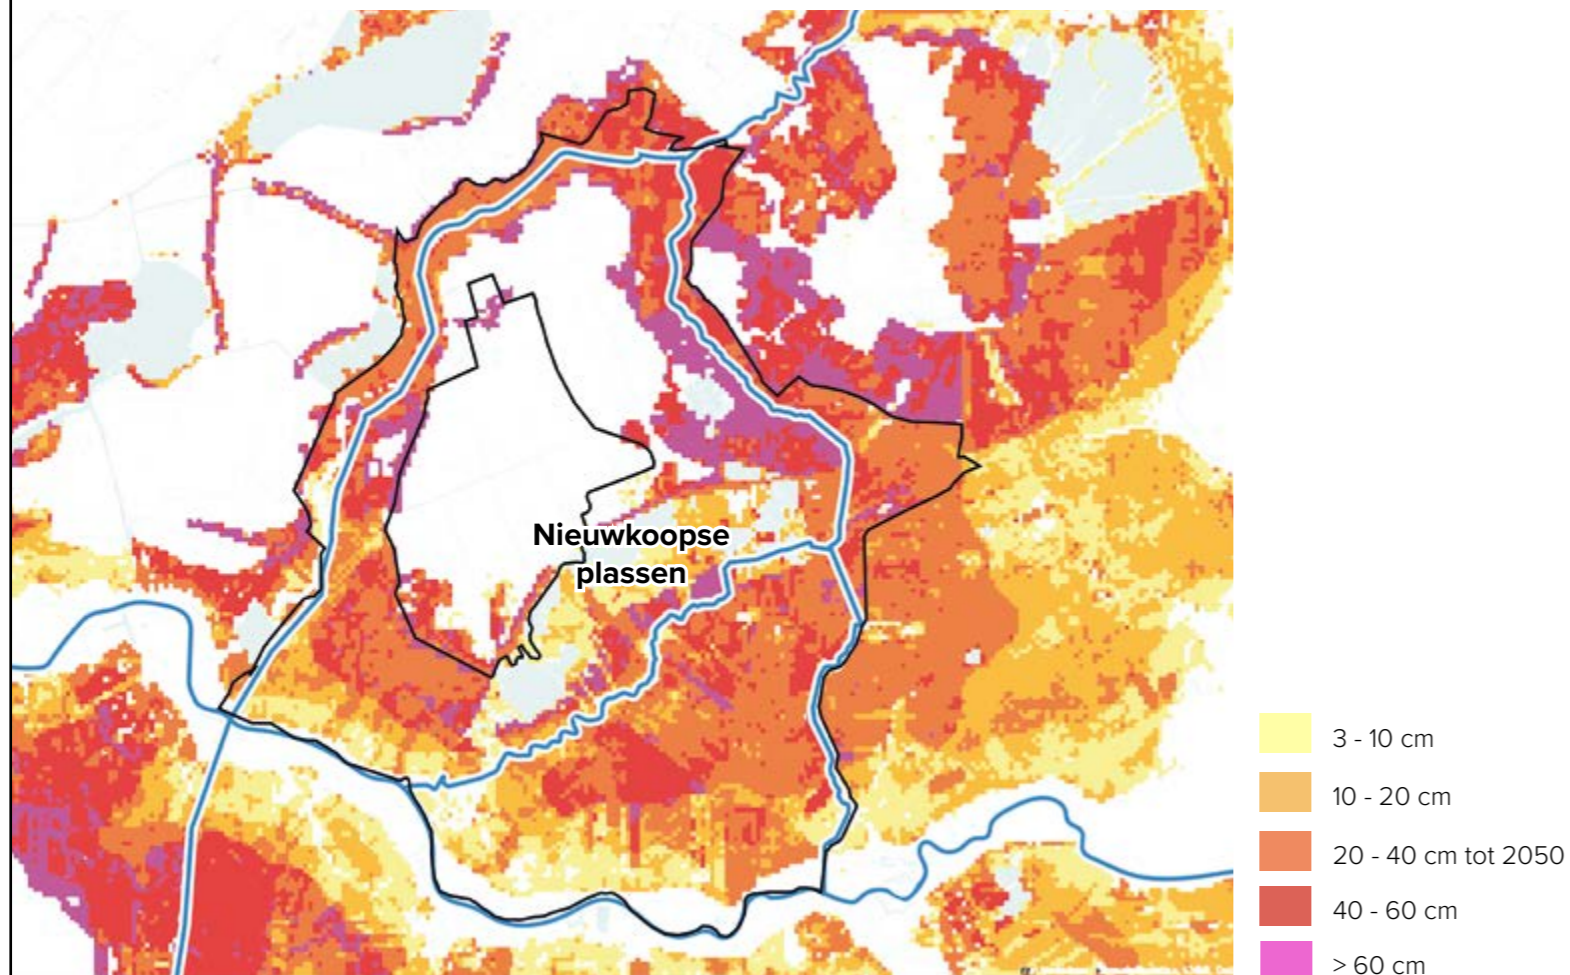 Nieuwkoopse
plassen
3 - 10 cm
10 - 20 cm
20 - 40 cm tot 2050
40 - 60 cm
> 60 cm